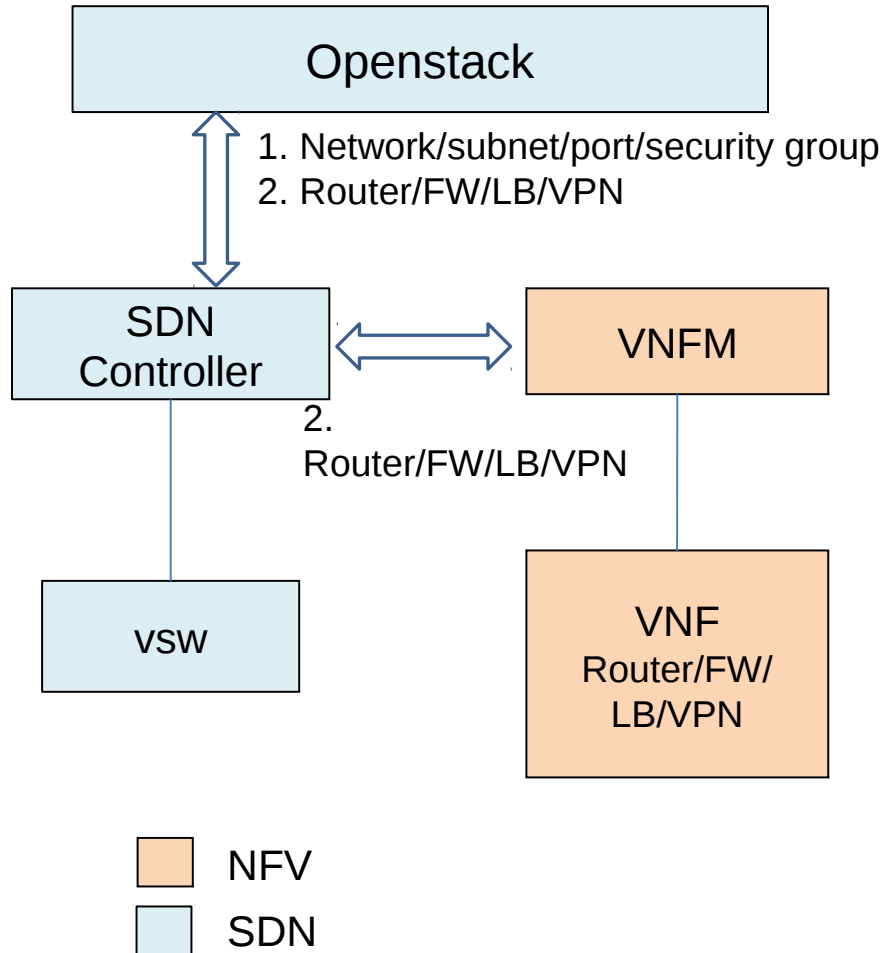 Openstack
1. Network/subnet/port/security group
2. Router/FW/LB/VPN
SDN
Controller
VNFM
2.
Router/FW/LB/VPN
vsw
VNF
Router/FW/
LB/VPN
NFV
SDN